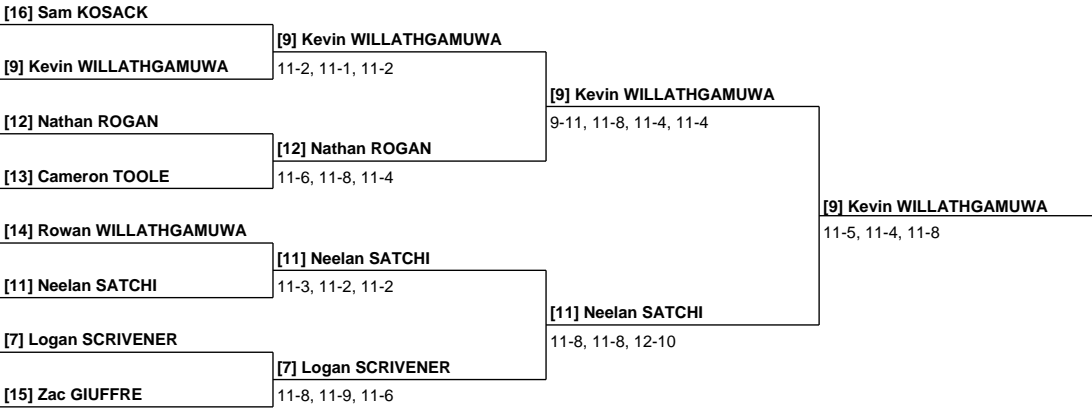 [16] Sam KOSACK
[9] Kevin WILLATHGAMUWA
[9] Kevin WILLATHGAMUWA
11-2, 11-1, 11-2
[9] Kevin WILLATHGAMUWA
[12] Nathan ROGAN
9-11, 11-8, 11-4, 11-4
[12] Nathan ROGAN
[13] Cameron TOOLE
11-6, 11-8, 11-4
[9] Kevin WILLATHGAMUWA
[14] Rowan WILLATHGAMUWA
11-5, 11-4, 11-8
[11] Neelan SATCHI
[11] Neelan SATCHI
11-3, 11-2, 11-2
[11] Neelan SATCHI
[7] Logan SCRIVENER
11-8, 11-8, 12-10
[7] Logan SCRIVENER
[15] Zac GIUFFRE
11-8, 11-9, 11-6